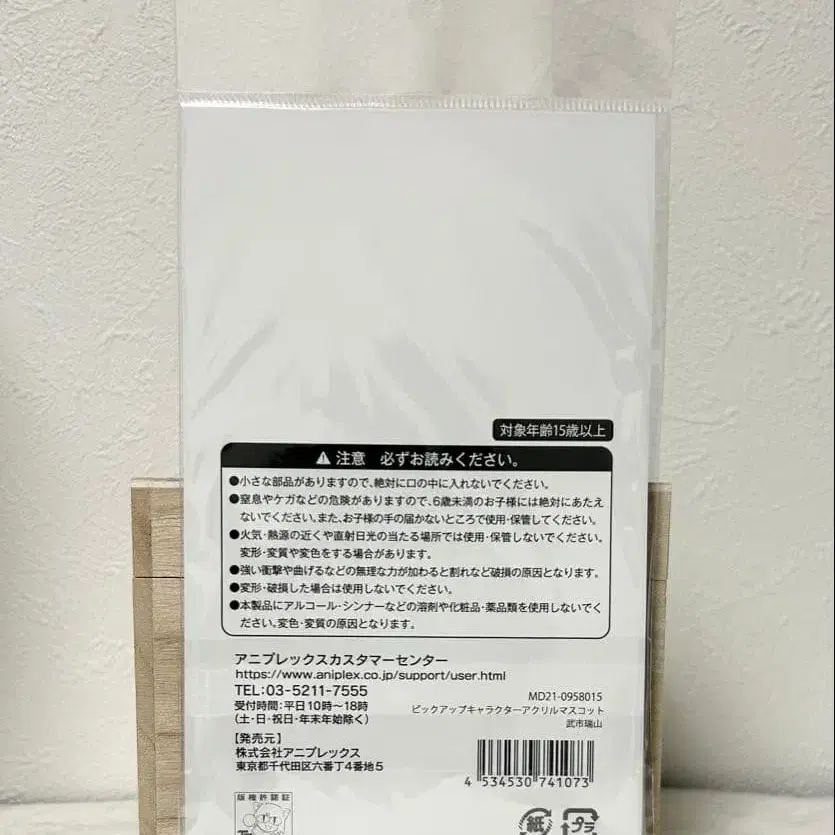 対象年齢15歳以上
注意 必ずお読みください。
●小さな部品がありますので、絶対に口の中に入れないでください。
●窒息やケガなどの危険がありますので、6歳未満のお子様には絶対にあたえ
ないでください。また、お子様の手の届かないところで使用・保管してください。
●火気・熱源の近くや直射日光の当たる場所では使用・保管しないでください。
変形・変質や変色をする場合があります。
●強い衝撃や曲げるなどの無理な力が加わると割れなど破損の原因となります。
●変形・破損した場合は使用しないでください。
●本製品にアルコール・シンナーなどの溶剤や化粧品・薬品類を使用しないでく
ださい。変色・変質の原因となります。
アニプレックスカスタマーセンター
https://www.aniplex.co.jp/support/user.html
TEL:03-5211-7555
受付時間:平日10時〜18時
(土・日・祝日・年末年始除く)
【発売元】
株式会社アニプレックス
東京都千代田区六番丁4番地5
MD21-0958015
ピックアップキャラクターアクリルマスコット
武市瑞山
4 534530 741073
版権許諾証
紙
プラ